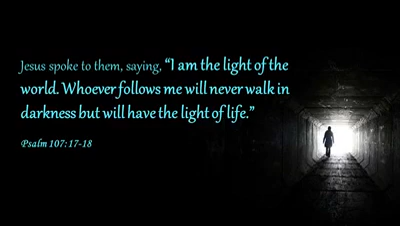 Jesus spoke to them, saying, “I am the light of the
world. Whoever follows me will never walk in
darkness but will have the light of life.”
Psalm 107: 17-18